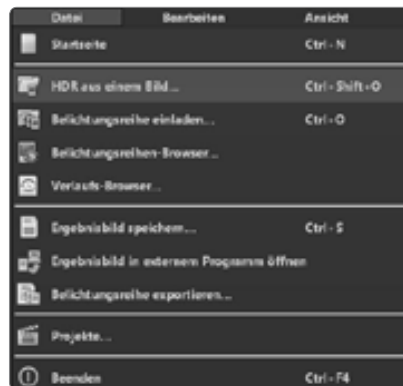 Datei Bearbeiten Ansicht
Startseite Ctrl - N
HDR aus einem Bild... Ctrl - Shift - O
Belichtungsreihe einladen... Ctrl - O
Belichtungsreihen-Browser...
Verlaufs-Browser...
Ergebnisbild speichern... Ctrl - S
Ergebnisbild in externem Programm öffnen
Belichtungsreihe exportieren...
Projekte...
Beenden Ctrl - F4